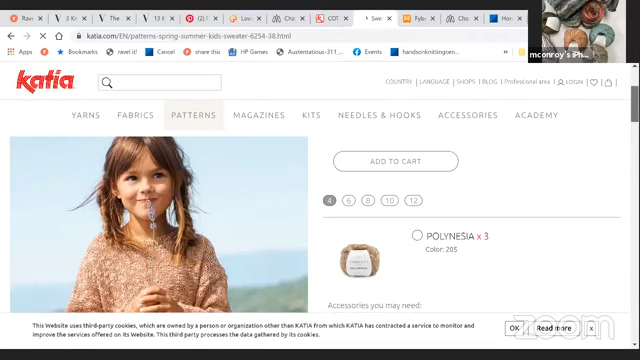 Rav
3 K
The
13 K
(2) F
Lov
Cha
COT
Swe
Fyb
Cha
Hon
katia.com/EN/patterns-spring-summer-kids-sweater-6254-38.html
Bookmarks
ravel it!
Cancel
share this
HP Games
Austentatious-311...
Events
handsonknittingcen...
mcconroy's iPh...
katia
COUNTRY | LANGUAGE | SHOPS | BLOG | Professional area | LOGIN
YARNS FABRICS PATTERNS MAGAZINES KITS NEEDLES & HOOKS ACCESSORIES ACADEMY
ADD TO CART
4 6 8 10 12
POLYNESIA x 3
Color: 205
Accessories you may need:
This Website uses third-party cookies, which are owned by a person or organization other than KATIA from which KATIA has contracted a service to monitor and
improve the services offered on its Website. This third party processes the data gathered by its cookies.
OK
Read more
x
zoom